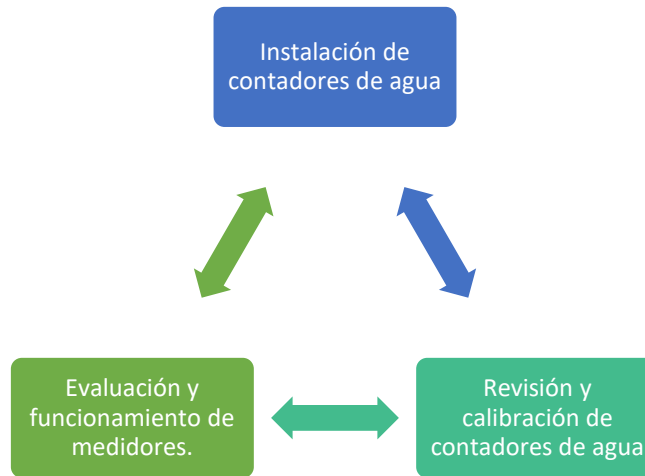 Instalación de
contadores de agua
Evaluación y
funcionamiento de
medidores.
Revisión y
calibración de
contadores de agua